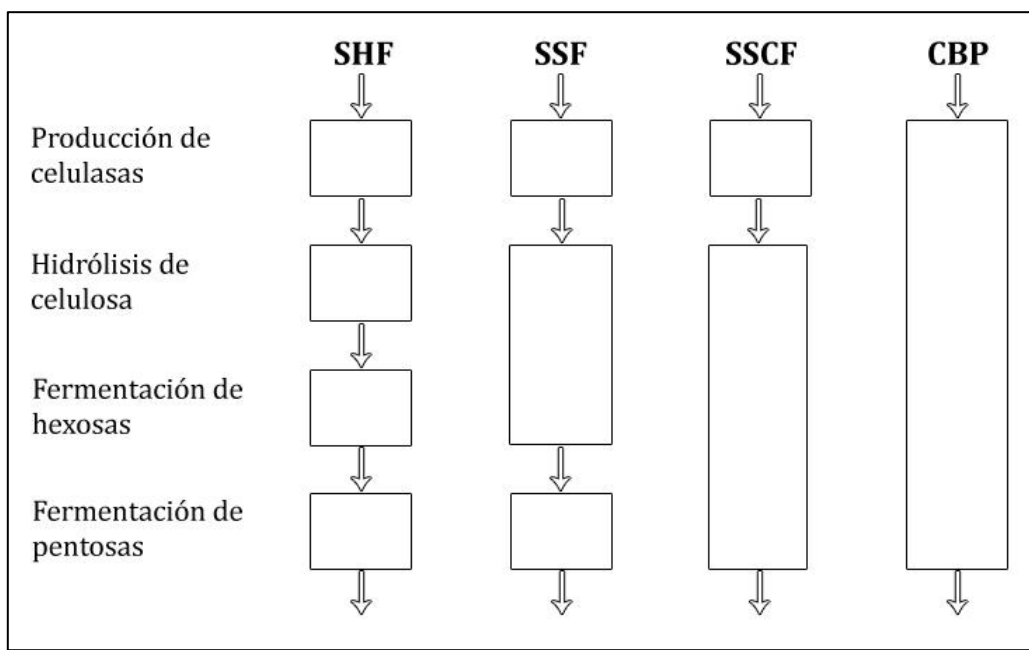 SHF SSF SSCF CBP
Producción de
celulasas
Hidrólisis de
celulosa
Fermentación de
hexosas
Fermentación de
pentosas